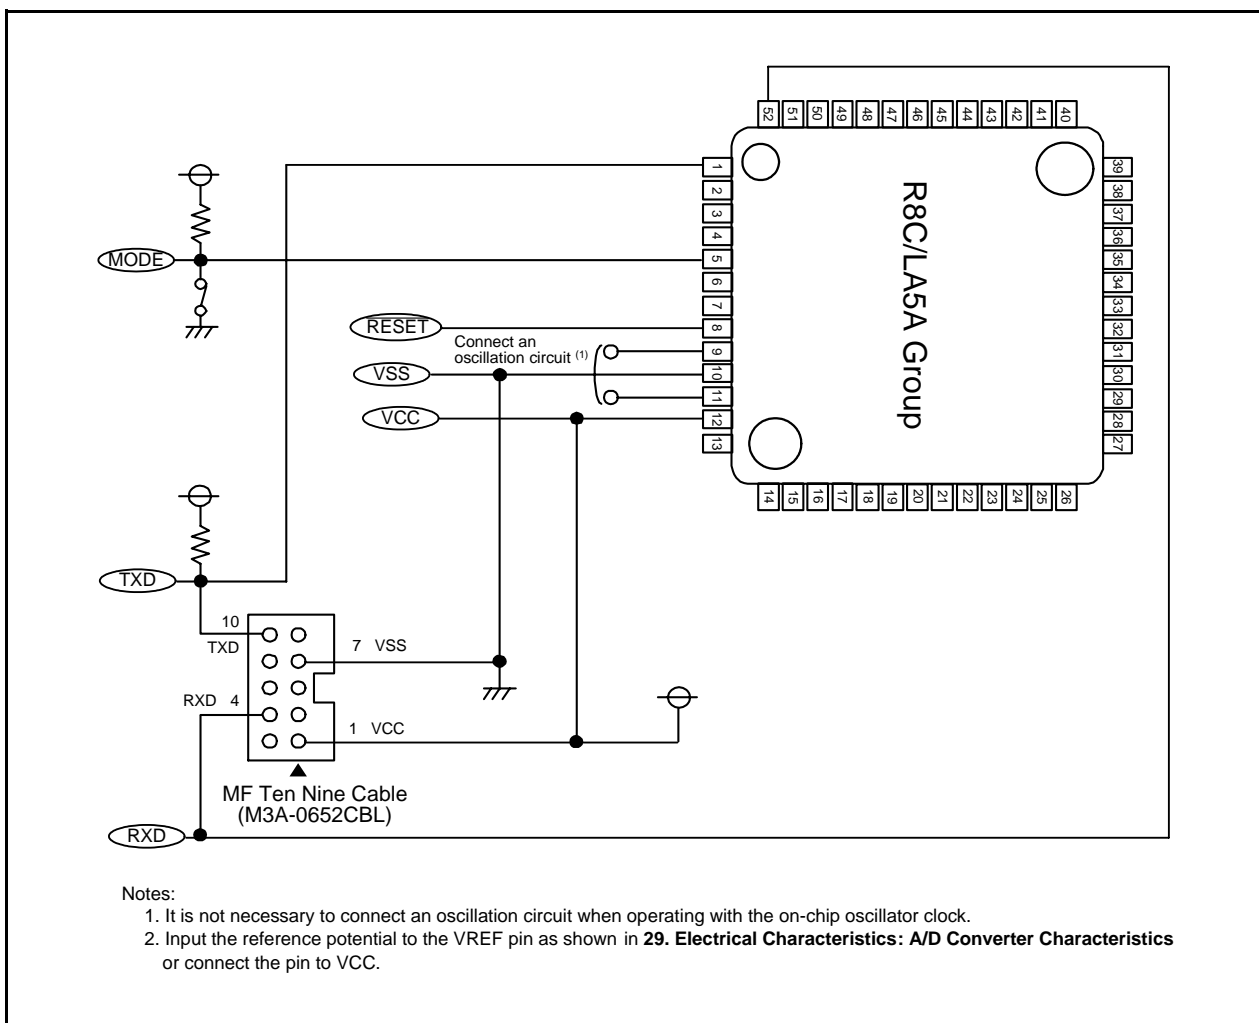 52 51 50 49 48 47 46 45 44 43 42 41 40
1
2
3
4
5
6
7
8
9
10
11
12
13
39
38
37
36
35
34
33
32
31
30
29
28
27
R8C/LA5A Group
14 15 16 17 18 19 20 21 22 23 24 25 26
MODE
RESET
Connect an
oscillation circuit (1)
VSS
VCC
TXD
10
TXD
7 VSS
RXD 4
1 VCC
MF Ten Nine Cable
(M3A-0652CBL)
RXD
Notes:
1. It is not necessary to connect an oscillation circuit when operating with the on-chip oscillator clock.
2. Input the reference potential to the VREF pin as shown in 29. Electrical Characteristics: A/D Converter Characteristics
or connect the pin to VCC.